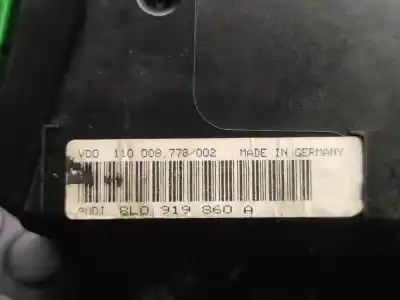 VDO 110 008.778/002 MADE IN GERMANY
AUDI 8L0 919 860 A